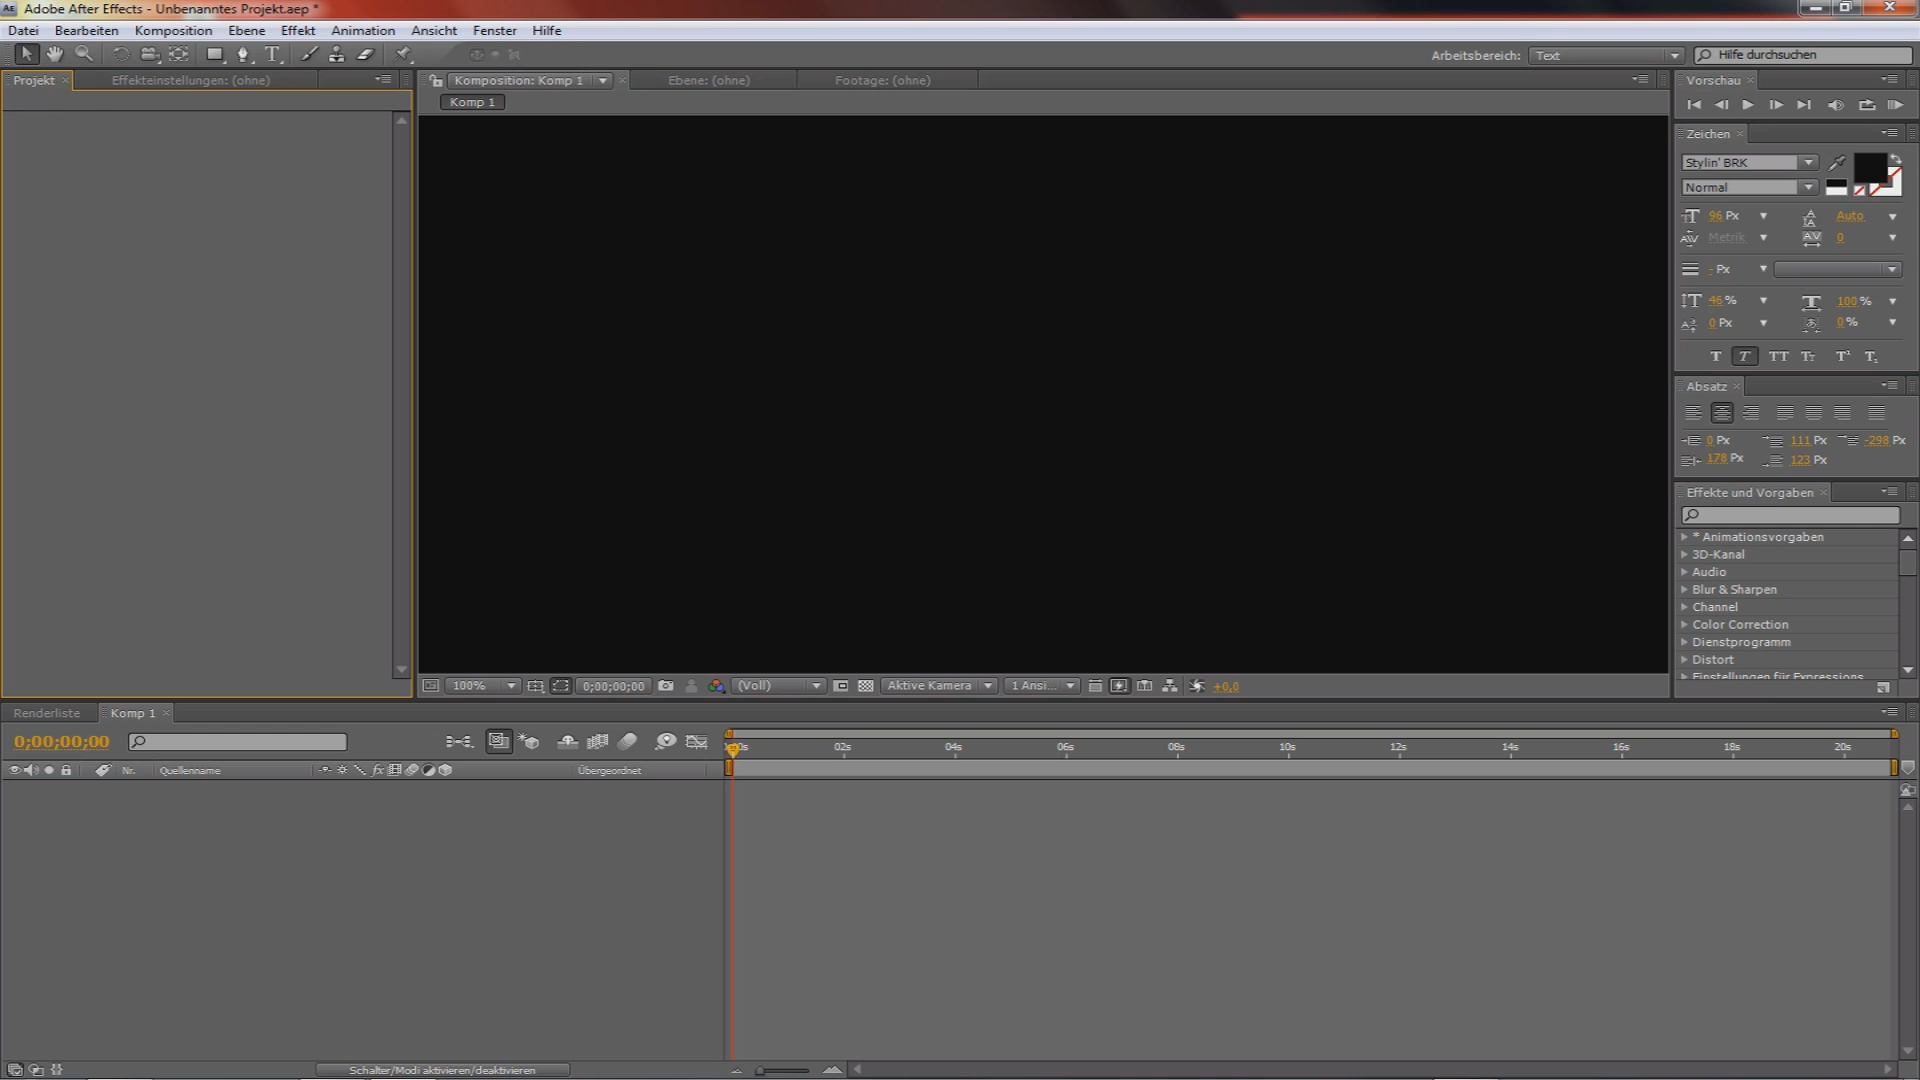 Adobe After Effects - Unbenanntes Projekt.aep *
Datei Bearbeiten Komposition Ebene Effekt Animation Ansicht Fenster Hilfe
Arbeitsbereich: Text Hilfe durchsuchen
Projekt Effekteinstellungen: (ohne)
Komposition: Komp 1 Ebene: (ohne) Footage: (ohne)
Komp 1
Vorschau
Zeichen
Stylin' BRK
Normal
96 Px Auto
Metrik 0
- Px
46 % 100 %
0 Px 0 %
Absatz
0 Px 111 Px -298 Px
178 Px 123 Px
Effekte und Vorgaben
* Animationsvorgaben
3D-Kanal
Audio
Blur & Sharpen
Channel
Color Correction
Dienstprogramm
Distort
Einstellungen für Expressions
100% 0;00;00;00 (Voll) Aktive Kamera 1 Ansi... +0,0
Renderliste Komp 1
0;00;00;00
02s 04s 06s 08s 10s 12s 14s 16s 18s 20s
Nr. Quellenname fx Übergeordnet
Schalter/Modi aktivieren/deaktivieren